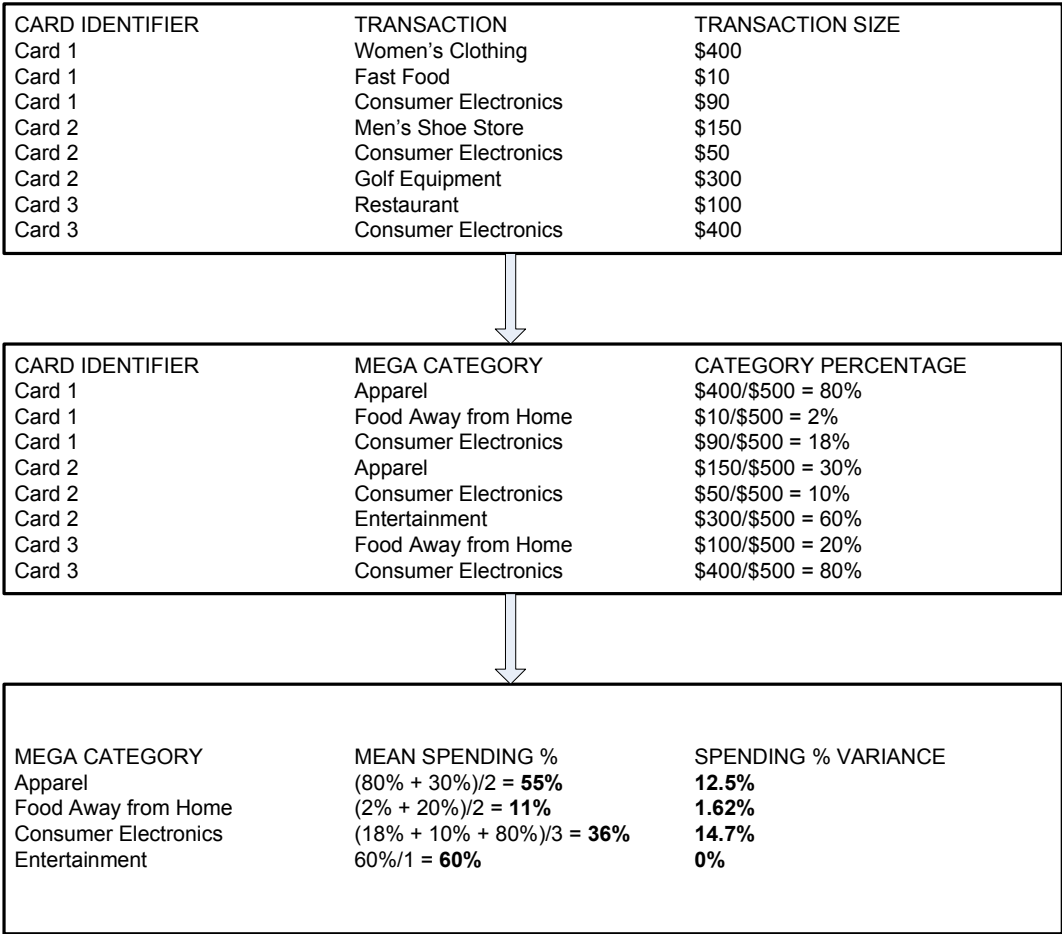 CARD IDENTIFIER TRANSACTION TRANSACTION SIZE
Card 1 Women’s Clothing $400
Card 1 Fast Food $10
Card 1 Consumer Electronics $90
Card 2 Men’s Shoe Store $150
Card 2 Consumer Electronics $50
Card 2 Golf Equipment $300
Card 3 Restaurant $100
Card 3 Consumer Electronics $400
CARD IDENTIFIER MEGA CATEGORY CATEGORY PERCENTAGE
Card 1 Apparel $400/$500 = 80%
Card 1 Food Away from Home $10/$500 = 2%
Card 1 Consumer Electronics $90/$500 = 18%
Card 2 Apparel $150/$500 = 30%
Card 2 Consumer Electronics $50/$500 = 10%
Card 2 Entertainment $300/$500 = 60%
Card 3 Food Away from Home $100/$500 = 20%
Card 3 Consumer Electronics $400/$500 = 80%
MEGA CATEGORY MEAN SPENDING % SPENDING % VARIANCE
Apparel (80% + 30%)/2 = 55% 12.5%
Food Away from Home (2% + 20%)/2 = 11% 1.62%
Consumer Electronics (18% + 10% + 80%)/3 = 36% 14.7%
Entertainment 60%/1 = 60% 0%